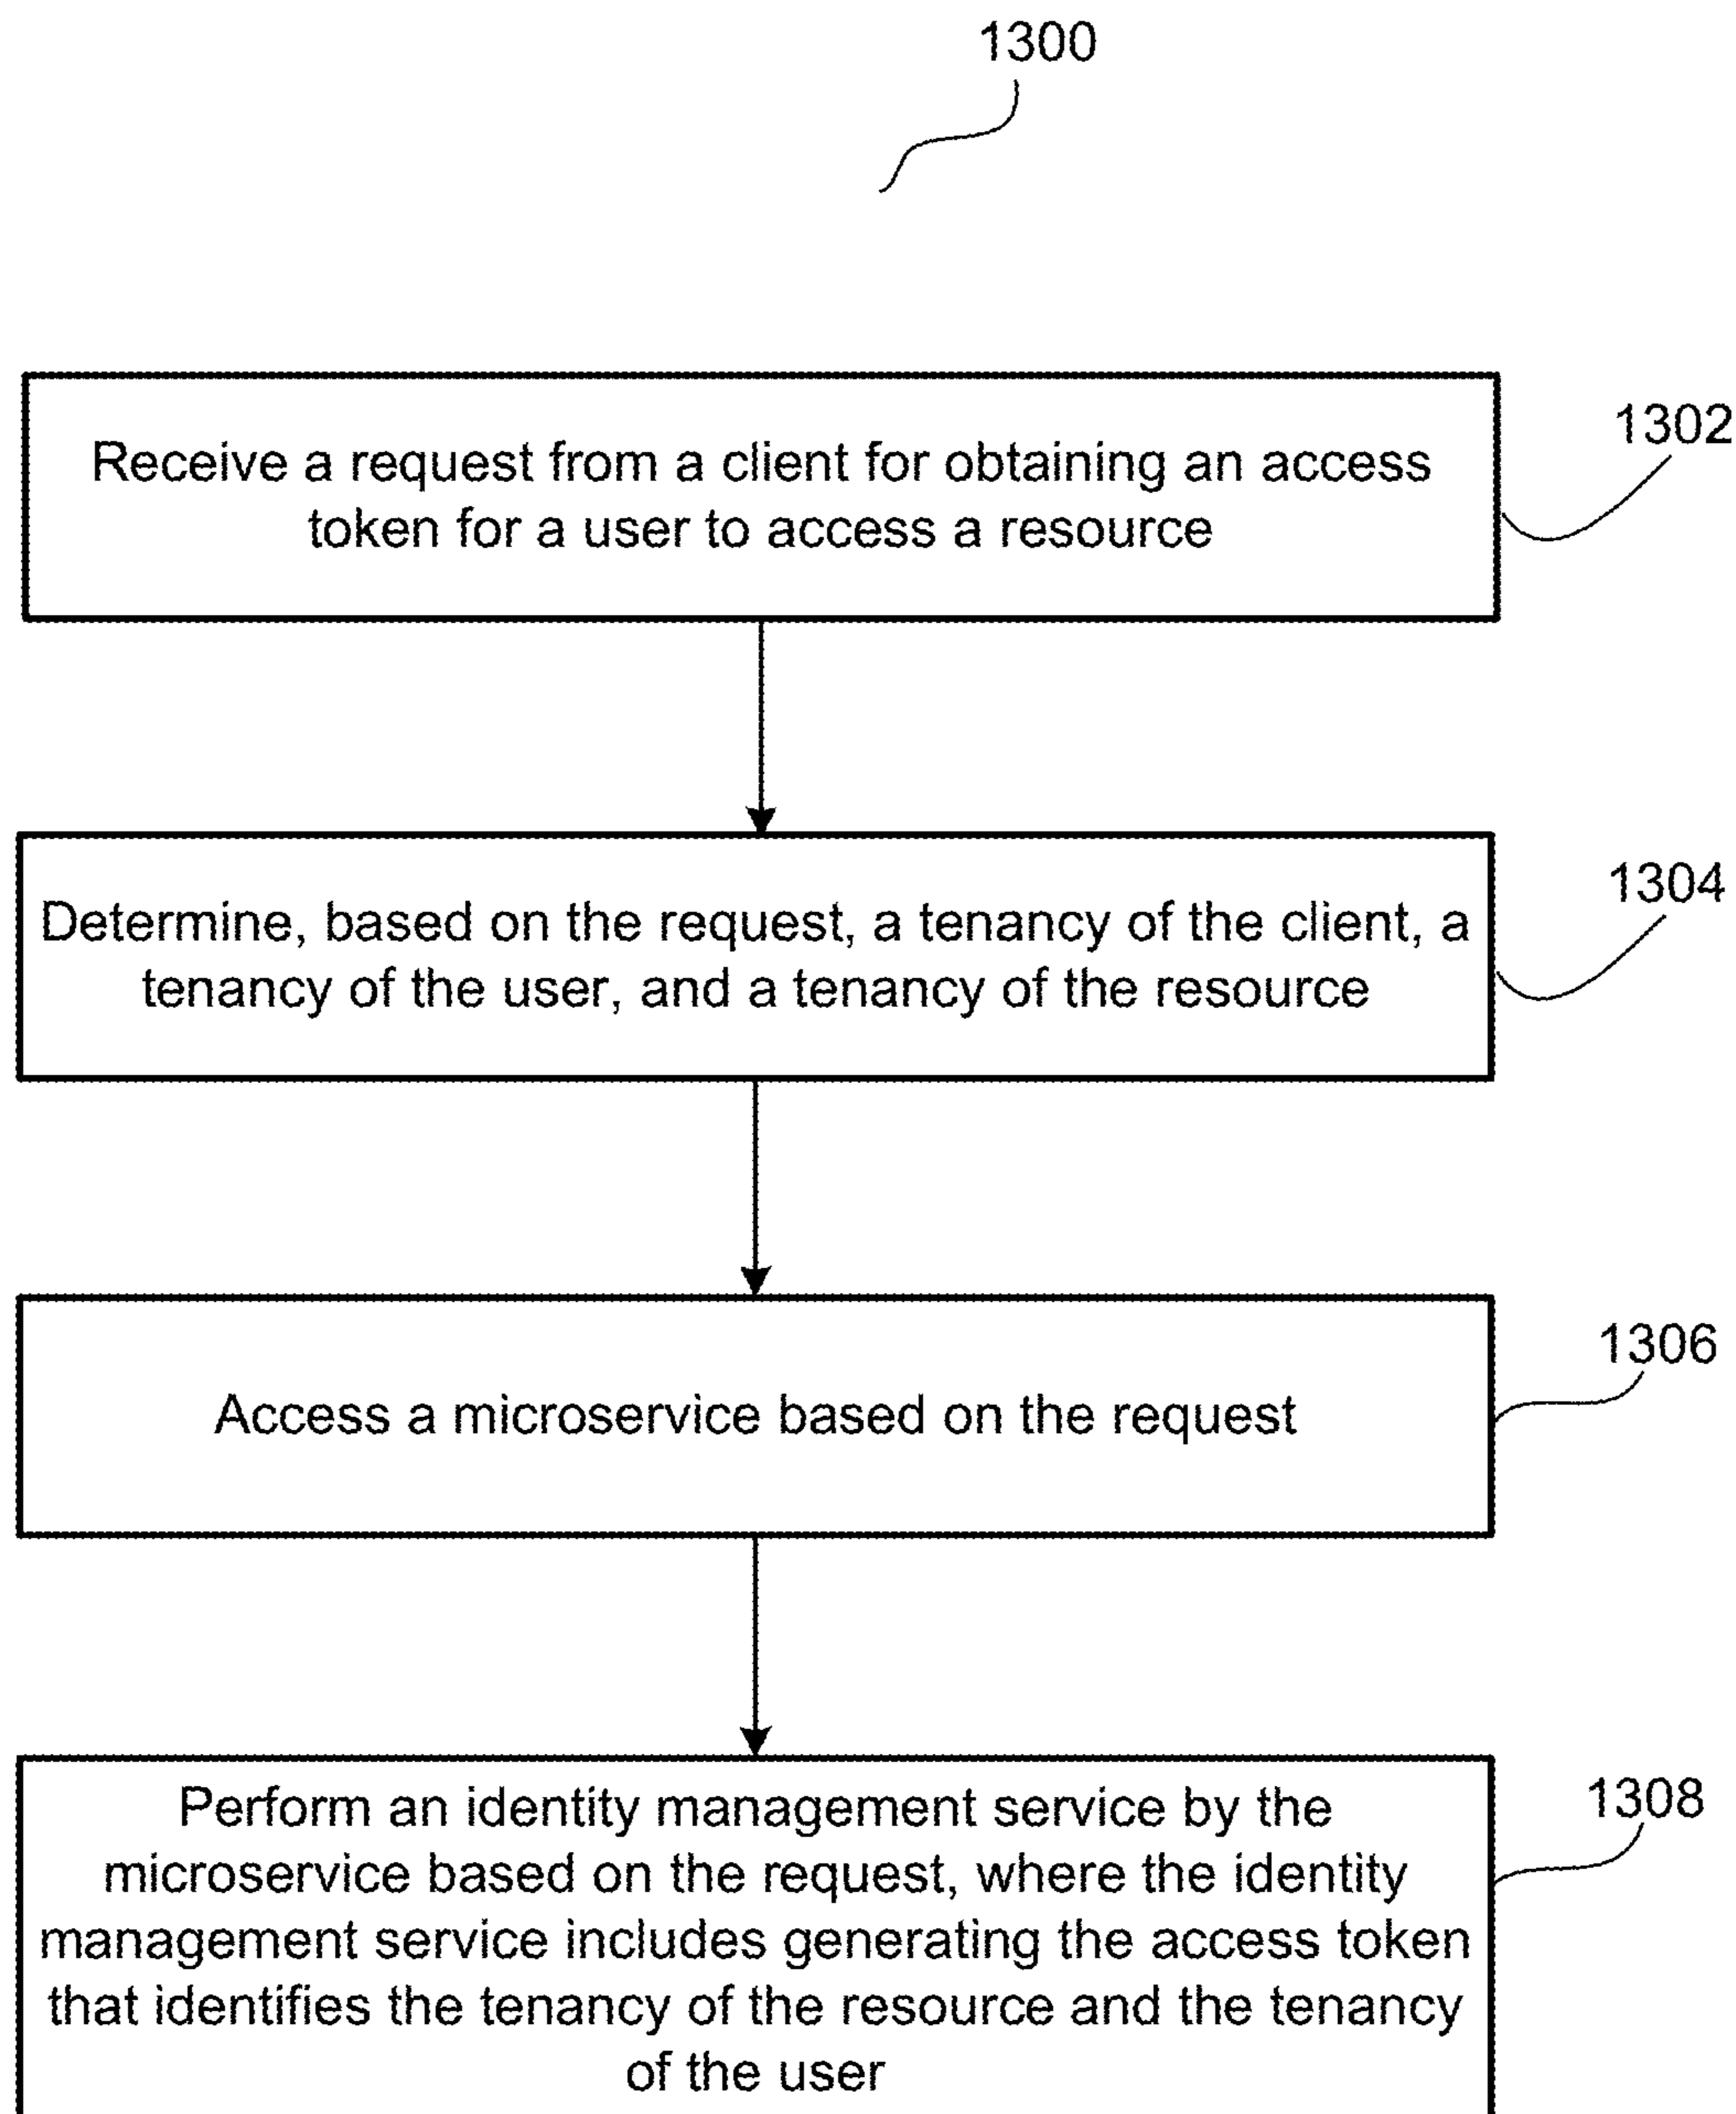 1300
Receive a request from a client for obtaining an access
token for a user to access a resource
1302
Determine, based on the request, a tenancy of the client, a
tenancy of the user, and a tenancy of the resource
1304
Access a microservice based on the request
1306
Perform an identity management service by the
microservice based on the request, where the identity
management service includes generating the access token
that identifies the tenancy of the resource and the tenancy
of the user
1308